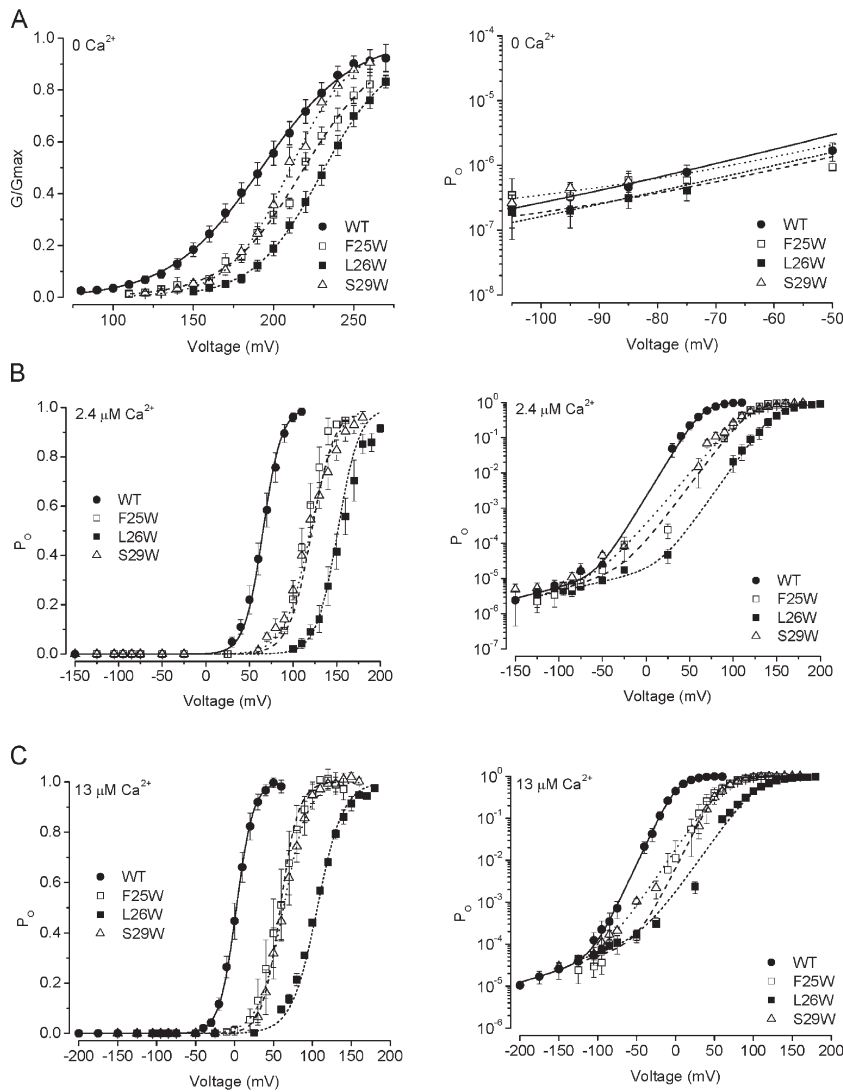 A
0 Ca²⁺
1.0
0.8
0.6
0.4
0.2
0.0
G/Gmax
WT
F25W
L26W
S29W
100 150 200 250
Voltage (mV)
0 Ca²⁺
10⁻⁴
10⁻⁵
10⁻⁶
10⁻⁷
10⁻⁸
P_O
WT
F25W
L26W
S29W
-100 -90 -80 -70 -60 -50
Voltage (mV)
B
2.4 µM Ca²⁺
1.0
0.8
0.6
0.4
0.2
0.0
P_O
WT
F25W
L26W
S29W
-150 -100 -50 0 50 100 150 200
Voltage (mV)
2.4 µM Ca²⁺
10⁰
10⁻¹
10⁻²
10⁻³
10⁻⁴
10⁻⁵
10⁻⁶
10⁻⁷
P_O
WT
F25W
L26W
S29W
-150 -100 -50 0 50 100 150 200
Voltage (mV)
C
13 µM Ca²⁺
1.0
0.8
0.6
0.4
0.2
0.0
P_O
WT
F25W
L26W
S29W
-200 -150 -100 -50 0 50 100 150 200
Voltage (mV)
13 µM Ca²⁺
10⁰
10⁻¹
10⁻²
10⁻³
10⁻⁴
10⁻⁵
10⁻⁶
P_O
WT
F25W
L26W
S29W
-200 -150 -100 -50 0 50 100 150 200
Voltage (mV)